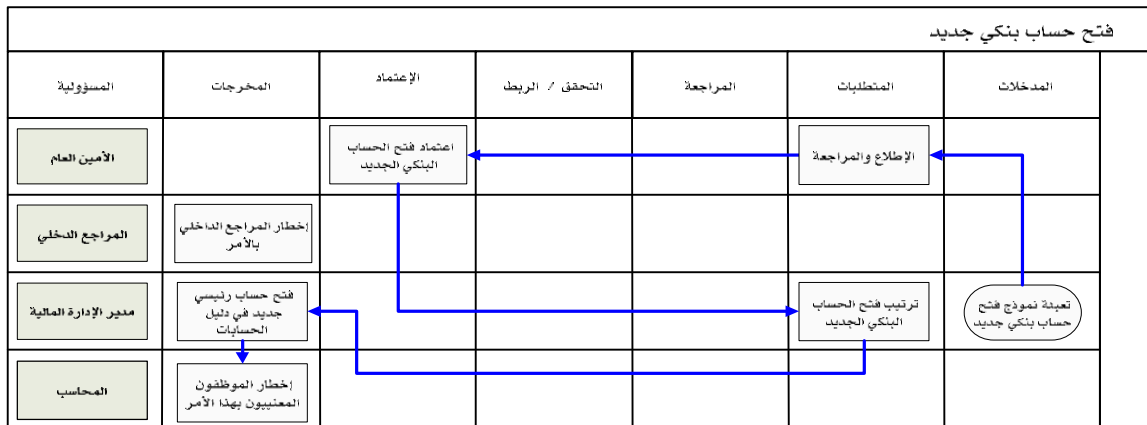 فتح حساب بنكي جديد
المدخلات
المتطلبات
المراجعة
التحقق / الربط
الإعتماد
المخرجات
المسؤولية
الإطلاع والمراجعة
اعتماد فتح الحساب
البنكي الجديد
الأمين العام
إخطار المراجع الداخلي
بالأمر
المراجع الدخلي
تعبئة نموذج فتح
حساب بنكي جديد
ترتيب فتح الحساب
البنكي الجديد
فتح حساب رئيسي
جديد في دليل
الحسابات
مدير الإدارة المالية
إخطار الموظفون
المعنييون بهذا الأمر
المحاسب